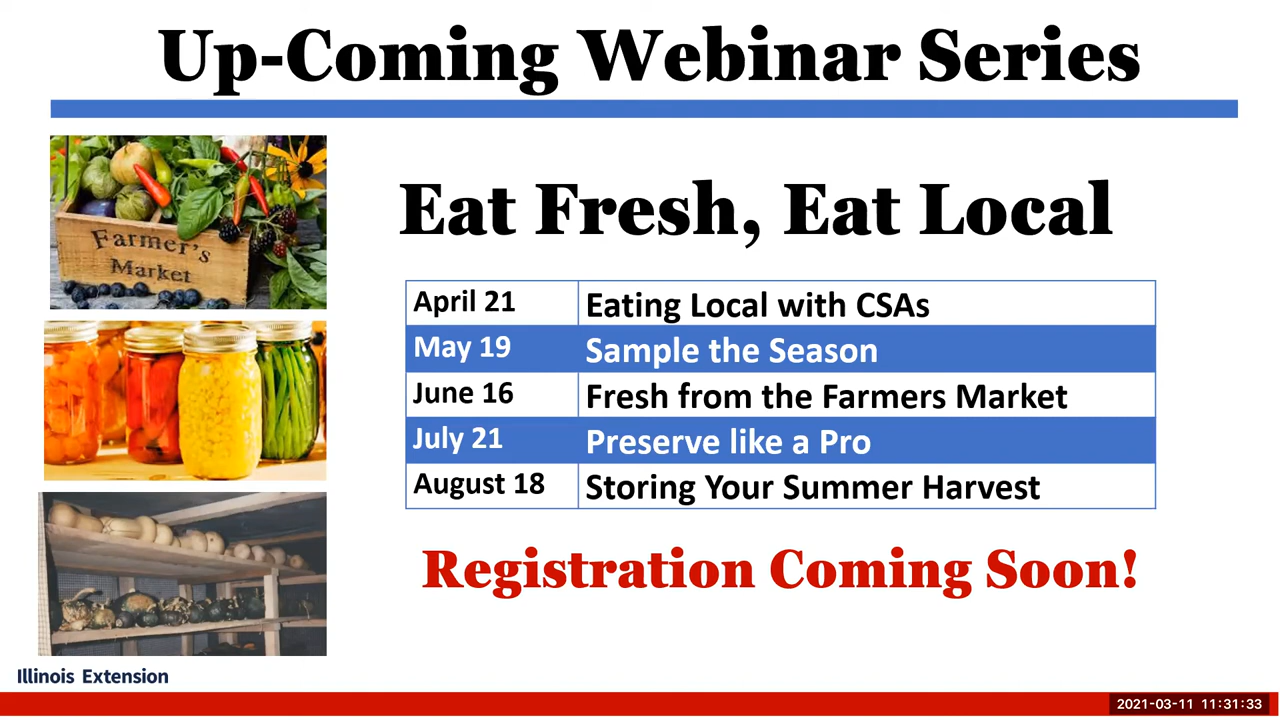 Up-Coming Webinar Series
Farmer's
Market
Eat Fresh, Eat Local
April 21 Eating Local with CSAs
May 19 Sample the Season
June 16 Fresh from the Farmers Market
July 21 Preserve like a Pro
August 18 Storing Your Summer Harvest
Registration Coming Soon!
Illinois Extension
2021-03-11 11:31:33